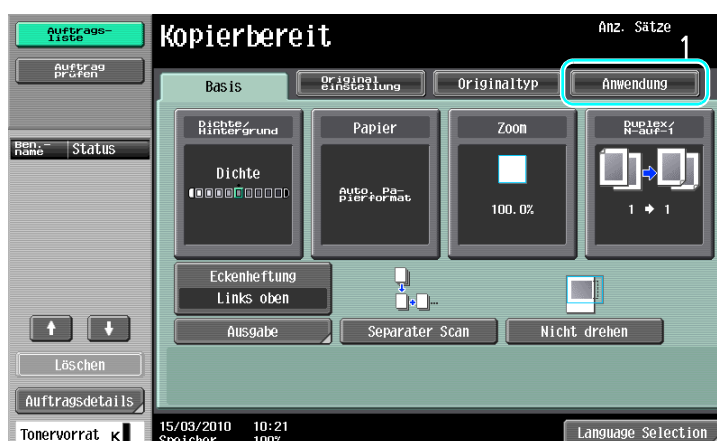 Auftrags-
liste
Auftrag
prüfen
Ben.-
name
Status
Löschen
Auftragsdetails
Tonervorrat K
Kopierbereit
Anz. Sätze
1
Basis
Original
einstellung
Originaltyp
Anwendung
Dichte/
Hintergrund
Dichte
Papier
Auto. Pa-
pierformat
Zoom
100.0%
Duplex/
N-auf-1
1 → 1
Eckenheftung
Links oben
Ausgabe
Separater Scan
Nicht drehen
15/03/2010 10:21
Speicher 100%
Language Selection